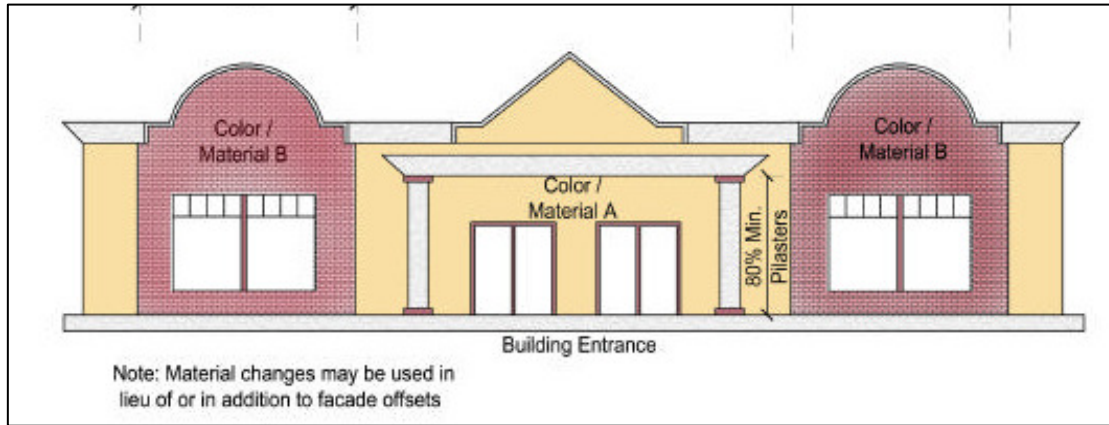 Color /
Material B
Color /
Material B
Color /
Material A
80% Min.
Pilasters
Building Entrance
Note: Material changes may be used in
lieu of or in addition to facade offsets